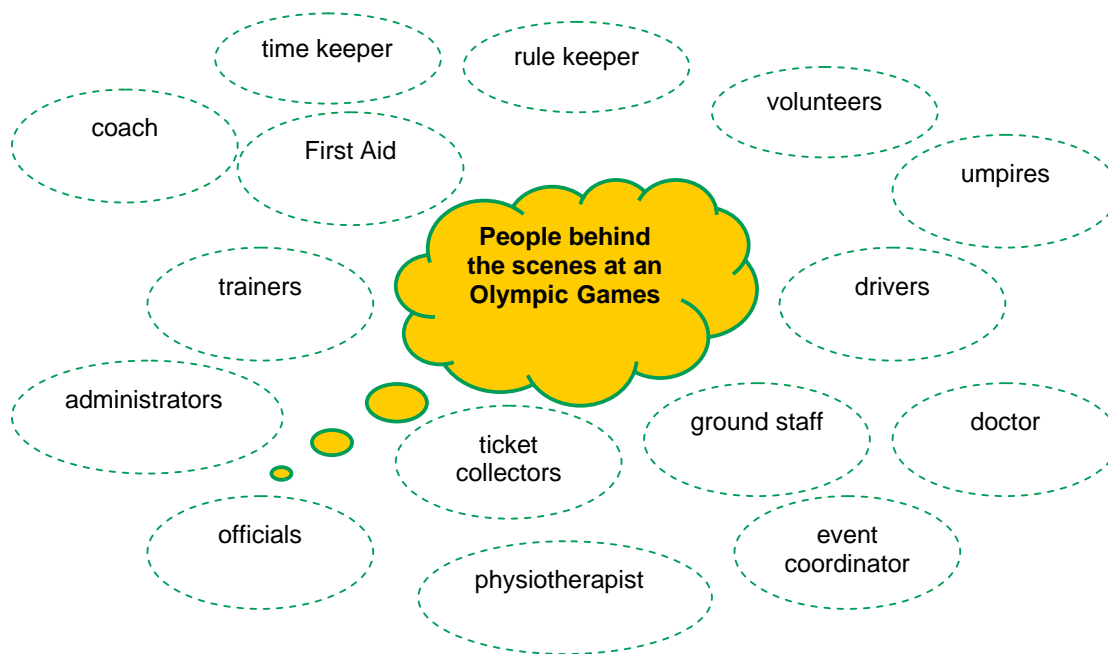 time keeper
rule keeper
volunteers
coach
First Aid
umpires
People behind
the scenes at an
Olympic Games
trainers
drivers
administrators
ground staff
doctor
ticket
collectors
officials
event
coordinator
physiotherapist